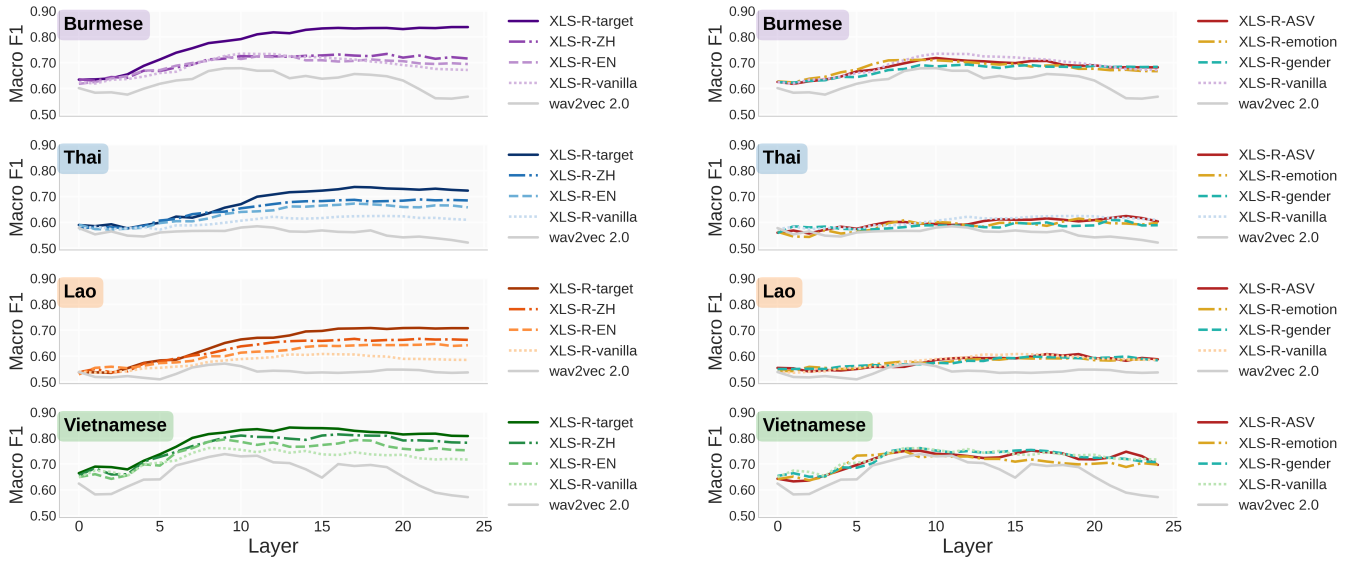 Burmese
Macro F1
0.90
0.80
0.70
0.60
0.50
XLS-R-target
XLS-R-ZH
XLS-R-EN
XLS-R-vanilla
wav2vec 2.0
Thai
Macro F1
0.90
0.80
0.70
0.60
0.50
XLS-R-target
XLS-R-ZH
XLS-R-EN
XLS-R-vanilla
wav2vec 2.0
Lao
Macro F1
0.90
0.80
0.70
0.60
0.50
XLS-R-target
XLS-R-ZH
XLS-R-EN
XLS-R-vanilla
wav2vec 2.0
Vietnamese
Macro F1
0.90
0.80
0.70
0.60
0.50
XLS-R-target
XLS-R-ZH
XLS-R-EN
XLS-R-vanilla
wav2vec 2.0
0 5 10 15 20 25
Layer
Burmese
Macro F1
0.90
0.80
0.70
0.60
0.50
XLS-R-ASV
XLS-R-emotion
XLS-R-gender
XLS-R-vanilla
wav2vec 2.0
Thai
Macro F1
0.90
0.80
0.70
0.60
0.50
XLS-R-ASV
XLS-R-emotion
XLS-R-gender
XLS-R-vanilla
wav2vec 2.0
Lao
Macro F1
0.90
0.80
0.70
0.60
0.50
XLS-R-ASV
XLS-R-emotion
XLS-R-gender
XLS-R-vanilla
wav2vec 2.0
Vietnamese
Macro F1
0.90
0.80
0.70
0.60
0.50
XLS-R-ASV
XLS-R-emotion
XLS-R-gender
XLS-R-vanilla
wav2vec 2.0
0 5 10 15 20 25
Layer